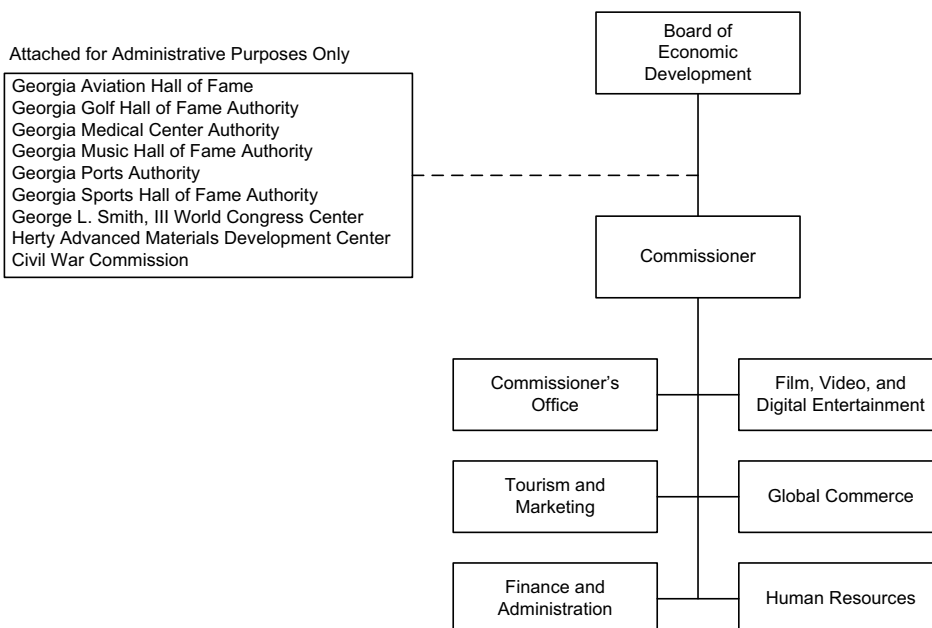 Board of
Economic
Development
Attached for Administrative Purposes Only
Georgia Aviation Hall of Fame
Georgia Golf Hall of Fame Authority
Georgia Medical Center Authority
Georgia Music Hall of Fame Authority
Georgia Ports Authority
Georgia Sports Hall of Fame Authority
George L. Smith, III World Congress Center
Herty Advanced Materials Development Center
Civil War Commission
Commissioner
Commissioner’s
Office
Film, Video, and
Digital Entertainment
Tourism and
Marketing
Global Commerce
Finance and
Administration
Human Resources